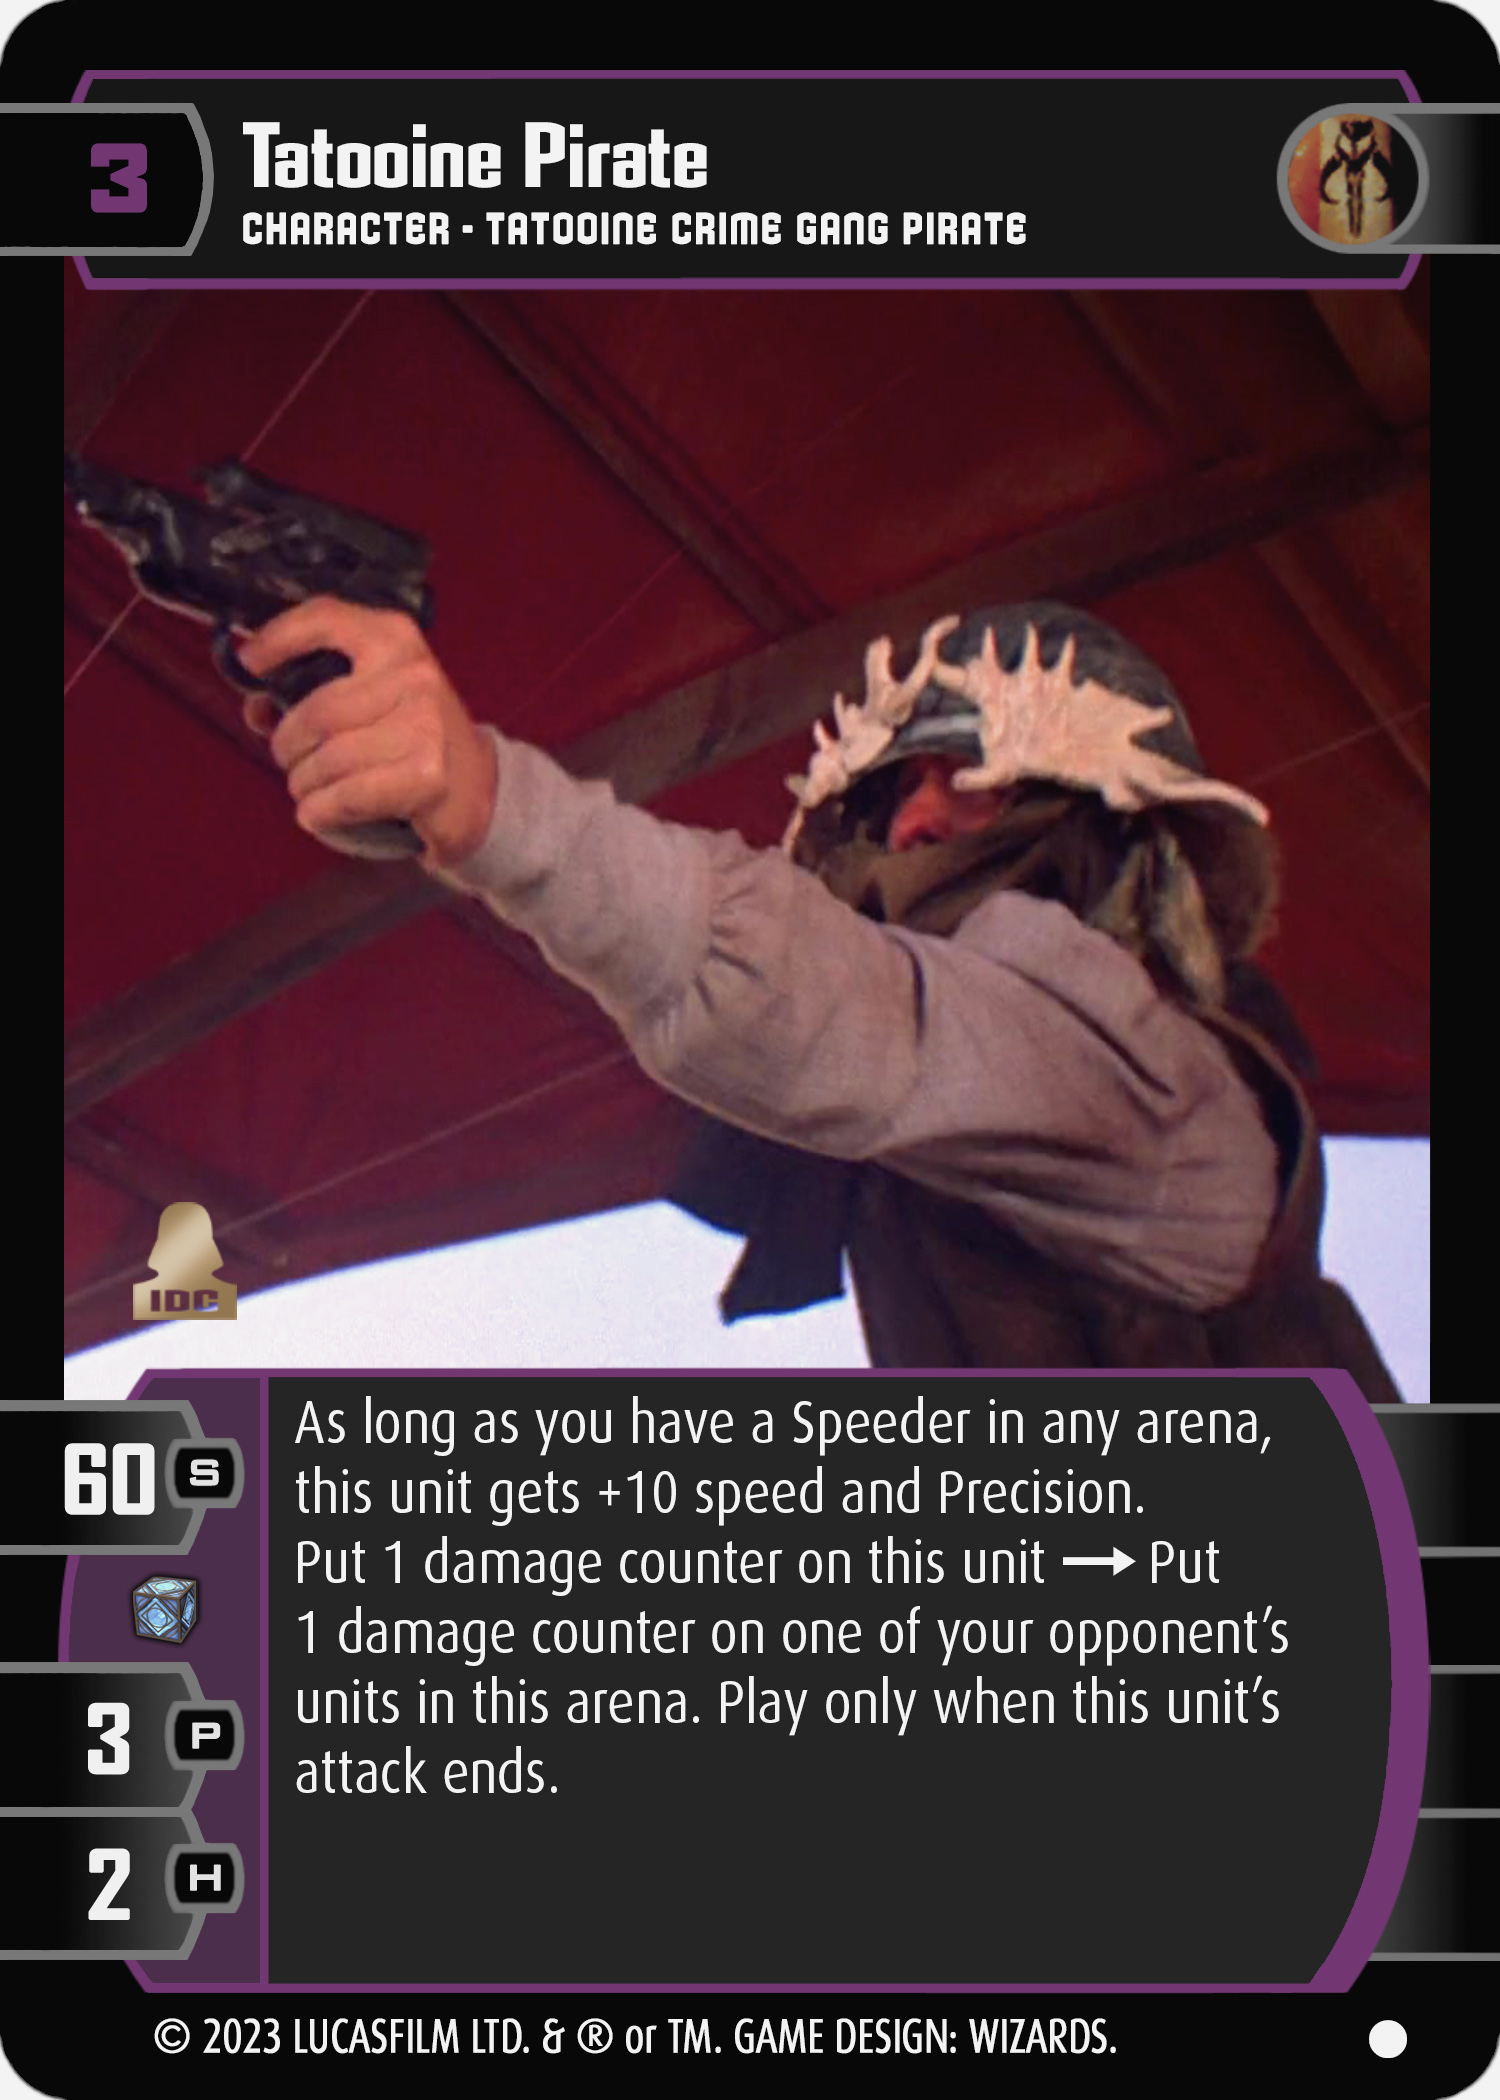 3
Tatooine Pirate
CHARACTER - TATOOINE CRIME GANG PIRATE
IDC
60 S
3 P
2 H
As long as you have a Speeder in any arena,
this unit gets +10 speed and Precision.
Put 1 damage counter on this unit → Put
1 damage counter on one of your opponent's
units in this arena. Play only when this unit's
attack ends.
© 2023 LUCASFILM LTD. & ® or TM. GAME DESIGN: WIZARDS.